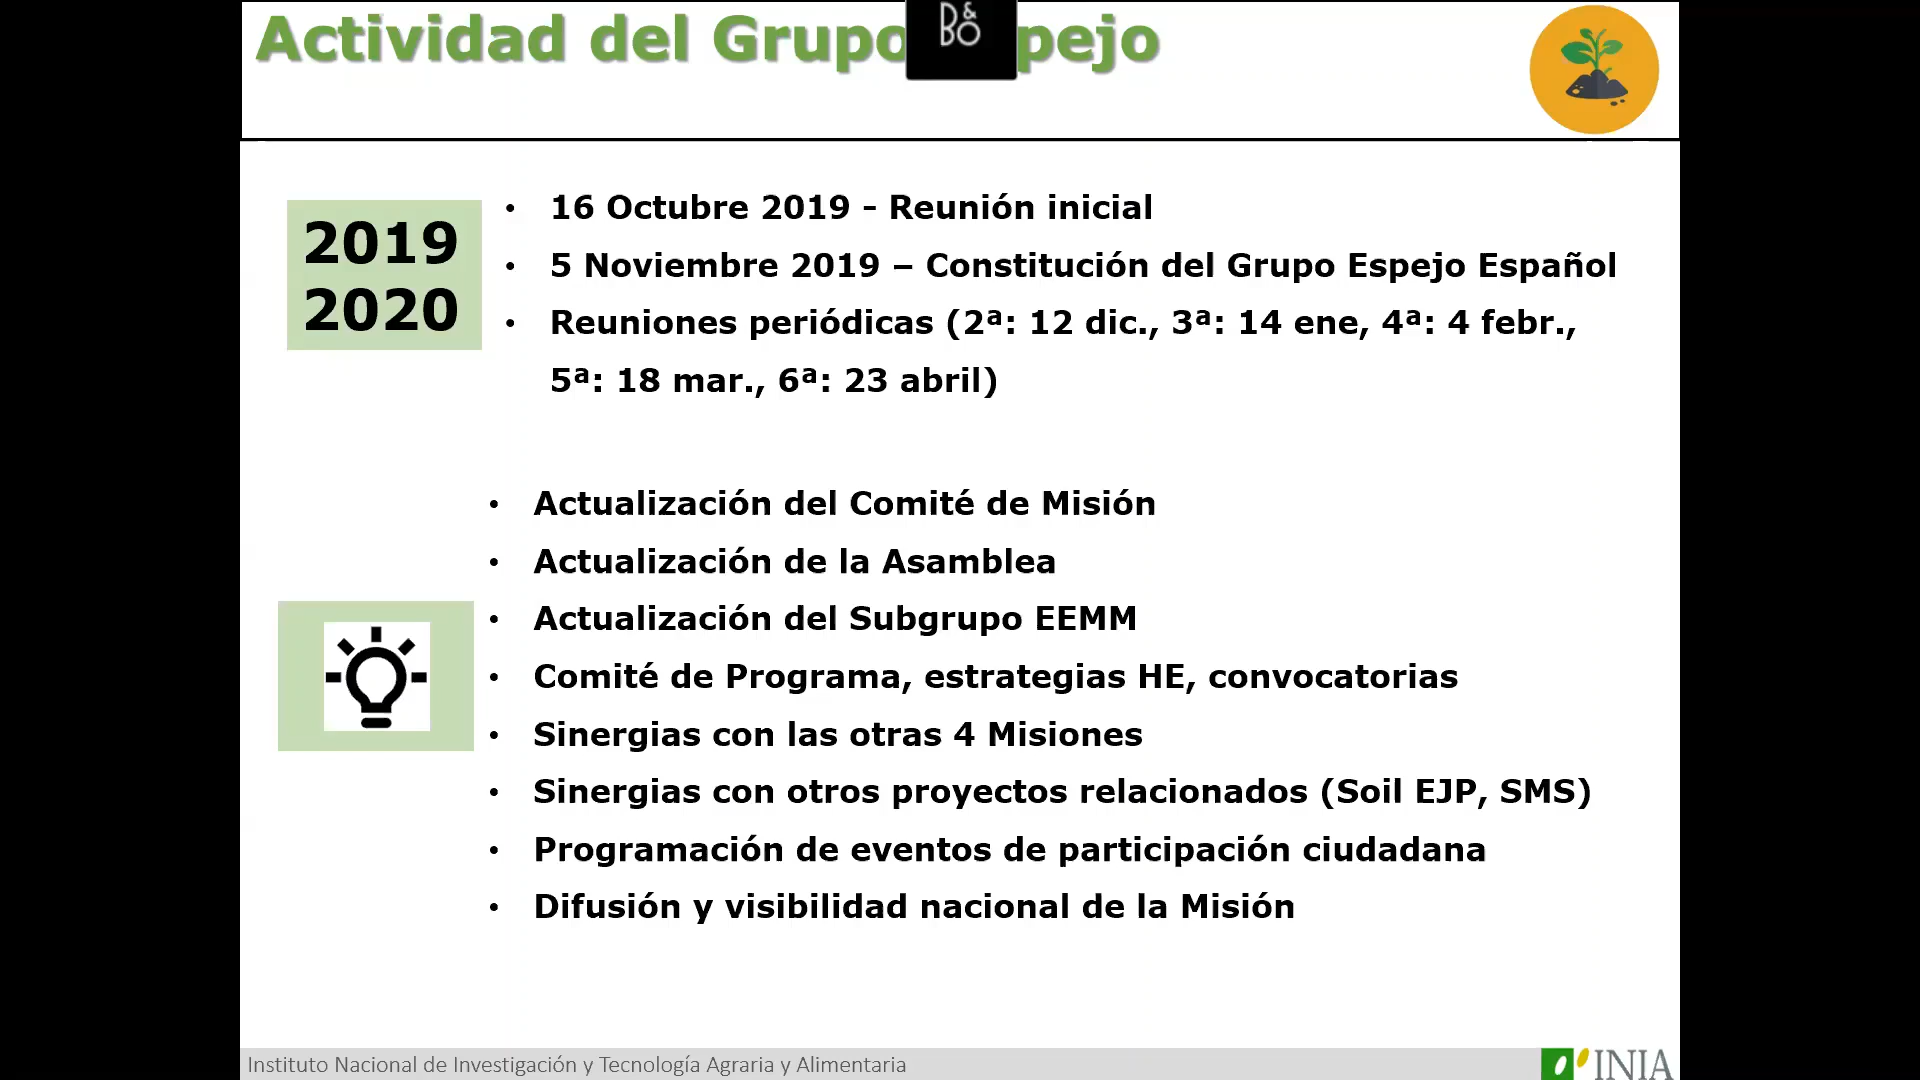 Actividad del Grupo pejo
B&O
2019
2020
• 16 Octubre 2019 - Reunión inicial
• 5 Noviembre 2019 – Constitución del Grupo Espejo Español
• Reuniones periódicas (2ª: 12 dic., 3ª: 14 ene, 4ª: 4 febr.,
5ª: 18 mar., 6ª: 23 abril)
• Actualización del Comité de Misión
• Actualización de la Asamblea
• Actualización del Subgrupo EEMM
• Comité de Programa, estrategias HE, convocatorias
• Sinergias con las otras 4 Misiones
• Sinergias con otros proyectos relacionados (Soil EJP, SMS)
• Programación de eventos de participación ciudadana
• Difusión y visibilidad nacional de la Misión
Instituto Nacional de Investigación y Tecnología Agraria y Alimentaria
INIA